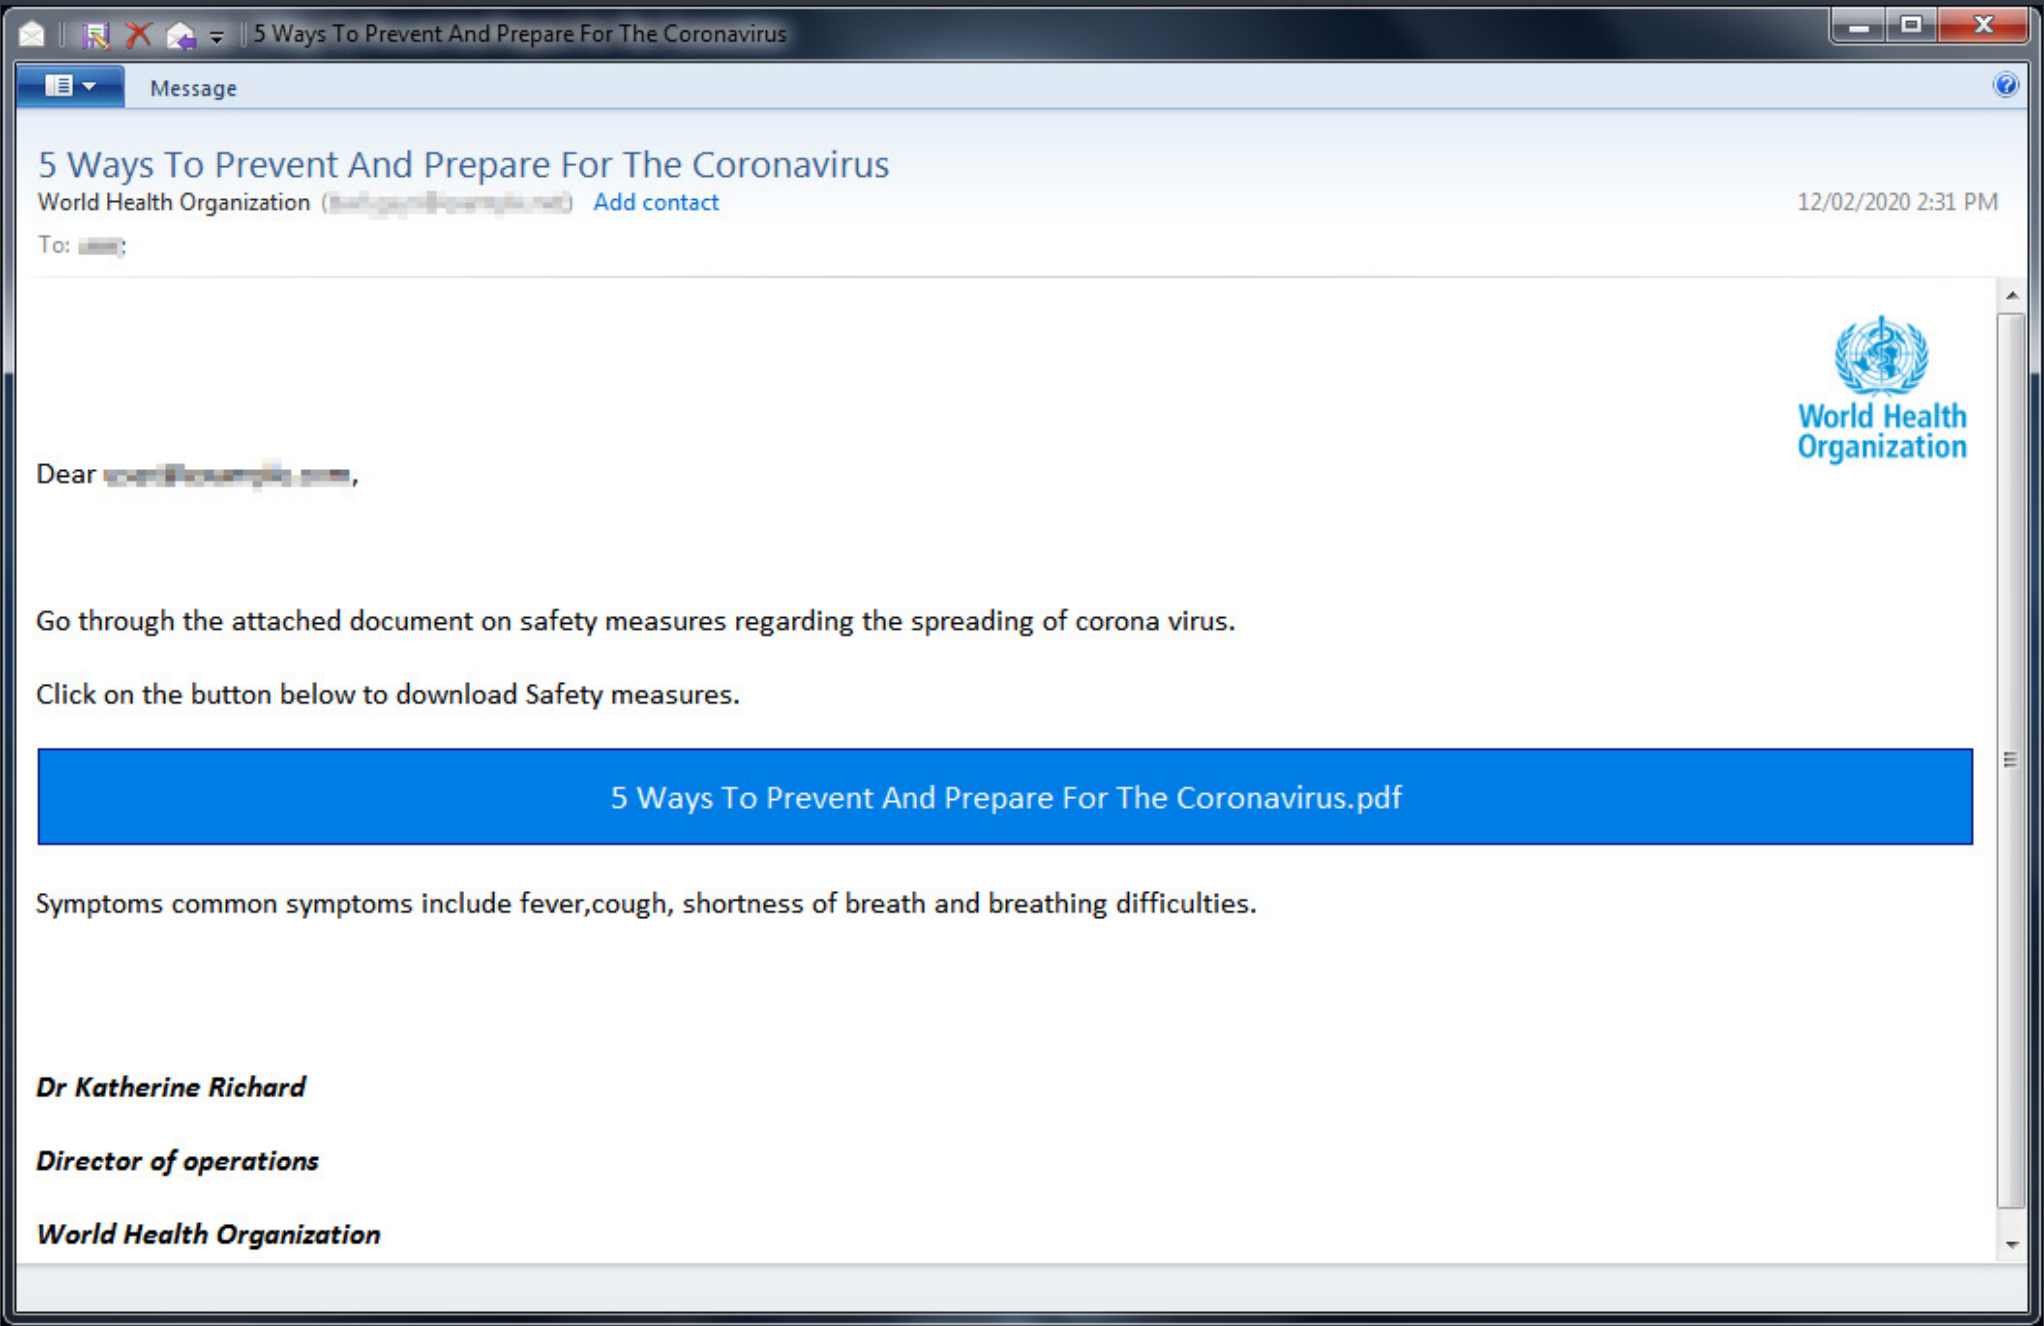 5 Ways To Prevent And Prepare For The Coronavirus
Message
5 Ways To Prevent And Prepare For The Coronavirus
World Health Organization ( ) Add contact
12/02/2020 2:31 PM
To: ;
World Health
Organization
Dear ,
Go through the attached document on safety measures regarding the spreading of corona virus.
Click on the button below to download Safety measures.
5 Ways To Prevent And Prepare For The Coronavirus.pdf
Symptoms common symptoms include fever,cough, shortness of breath and breathing difficulties.
Dr Katherine Richard
Director of operations
World Health Organization